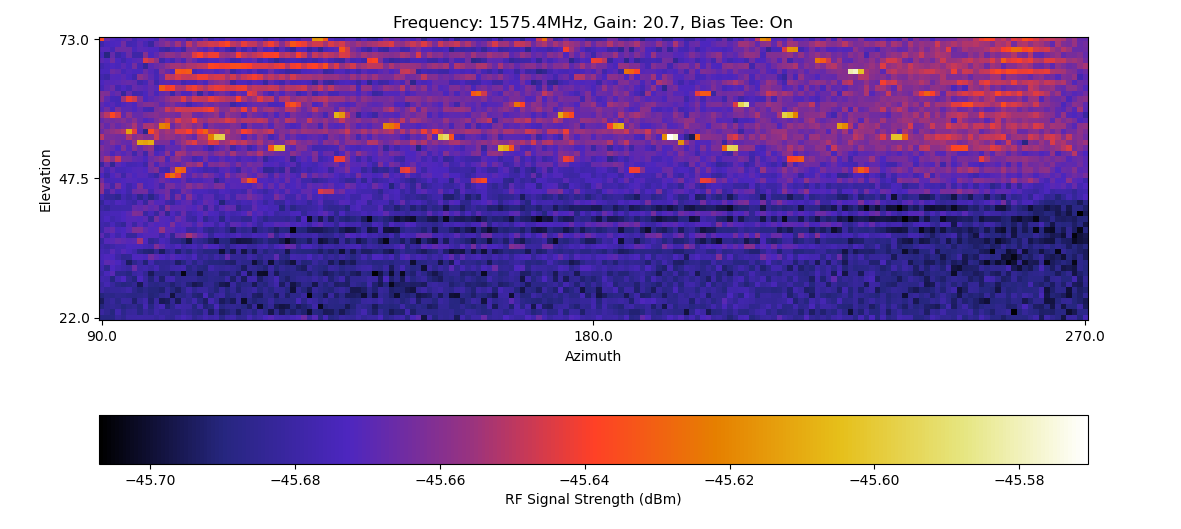 Frequency: 1575.4MHz, Gain: 20.7, Bias Tee: On
73.0
47.5
22.0
Elevation
90.0 180.0 270.0
Azimuth
−45.70 −45.68 −45.66 −45.64 −45.62 −45.60 −45.58
RF Signal Strength (dBm)